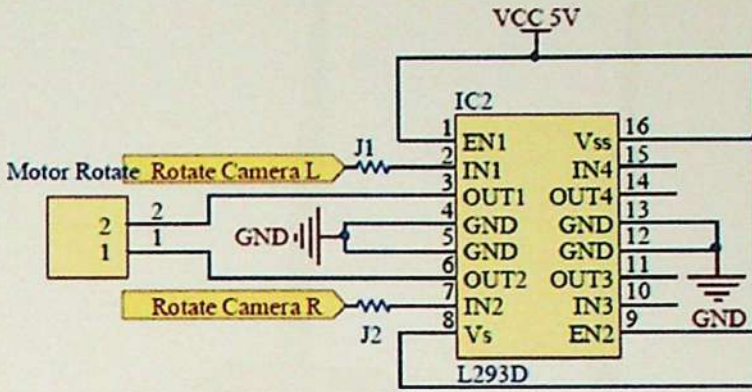 VCC 5V
IC2
1 EN1 Vss 16
J1
Motor Rotate Rotate Camera L 2 IN1 IN4 15
3 OUT1 OUT4 14
2 2 4 GND GND 13
GND
1 1 5 GND GND 12
6 OUT2 OUT3 11
Rotate Camera R 7 IN2 IN3 10
GND
J2 8 Vs EN2 9
L293D